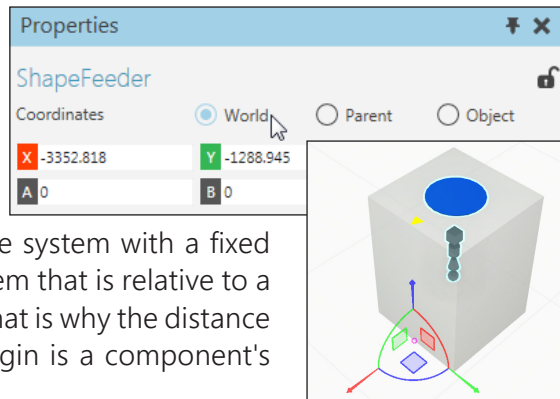 Properties
ShapeFeeder
Coordinates World Parent Object
X -3352.818 Y -1288.945
A 0 B 0
e system with a fixed
em that is relative to a
hat is why the distance
gin is a component's